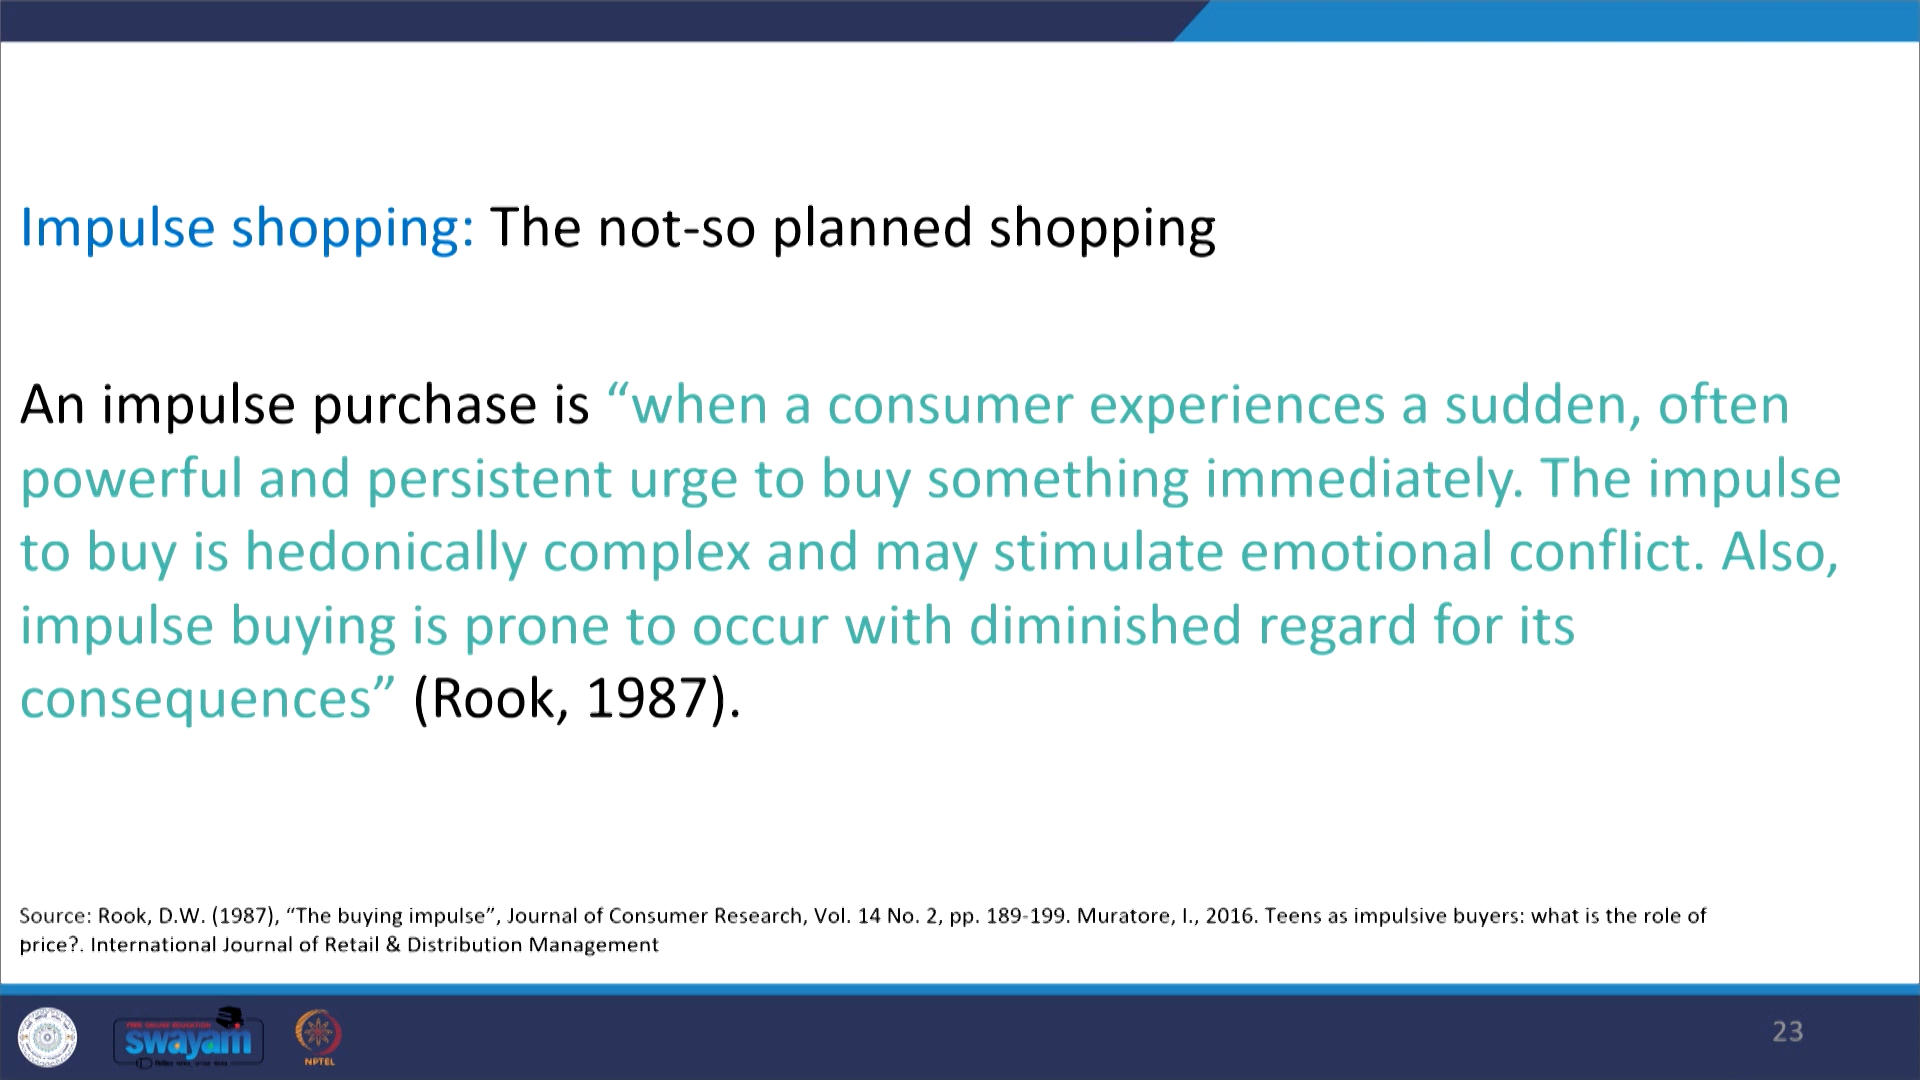 Impulse shopping: The not-so planned shopping
An impulse purchase is “when a consumer experiences a sudden, often
powerful and persistent urge to buy something immediately. The impulse
to buy is hedonically complex and may stimulate emotional conflict. Also,
impulse buying is prone to occur with diminished regard for its
consequences” (Rook, 1987).
Source: Rook, D.W. (1987), “The buying impulse”, Journal of Consumer Research, Vol. 14 No. 2, pp. 189-199. Muratore, I., 2016. Teens as impulsive buyers: what is the role of
price?. International Journal of Retail & Distribution Management
FREE ONLINE EDUCATION
swayam
NPTEL
23